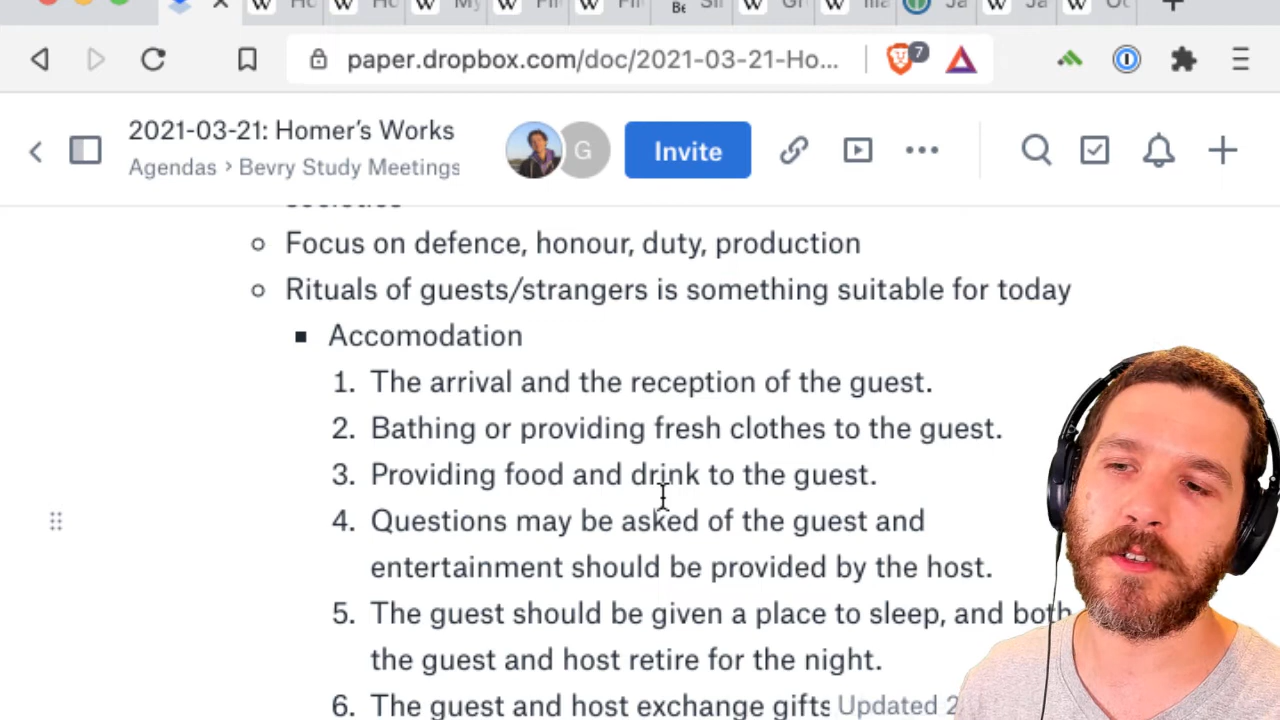 paper.dropbox.com/doc/2021-03-21-Ho...
7
2021-03-21: Homer's Works
Agendas > Bevry Study Meetings
G
Invite
societies
○ Focus on defence, honour, duty, production
○ Rituals of guests/strangers is something suitable for today
■ Accomodation
1. The arrival and the reception of the guest.
2. Bathing or providing fresh clothes to the guest.
3. Providing food and drink to the guest.
4. Questions may be asked of the guest and
entertainment should be provided by the host.
5. The guest should be given a place to sleep, and both
the guest and host retire for the night.
6. The guest and host exchange gifts
Updated 2